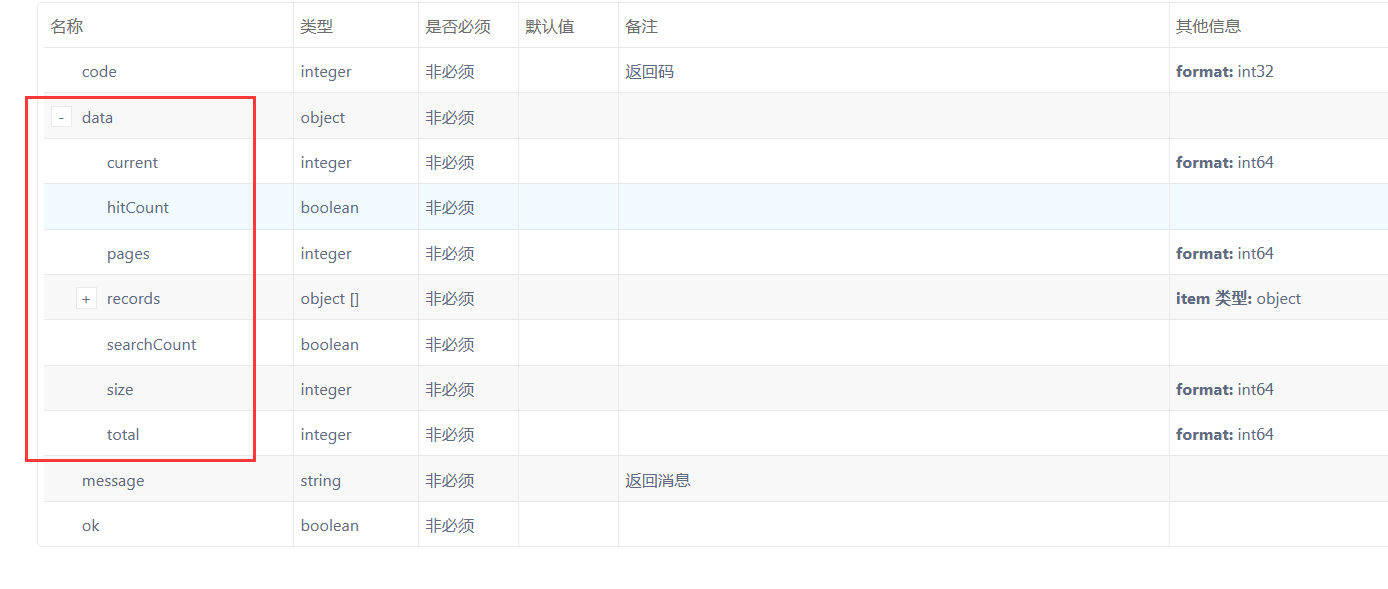 名称 类型 是否必须 默认值 备注 其他信息
code integer 非必须 返回码 format: int32
- data object 非必须
current integer 非必须 format: int64
hitCount boolean 非必须
pages integer 非必须 format: int64
+ records object [] 非必须 item 类型: object
searchCount boolean 非必须
size integer 非必须 format: int64
total integer 非必须 format: int64
message string 非必须 返回消息
ok boolean 非必须